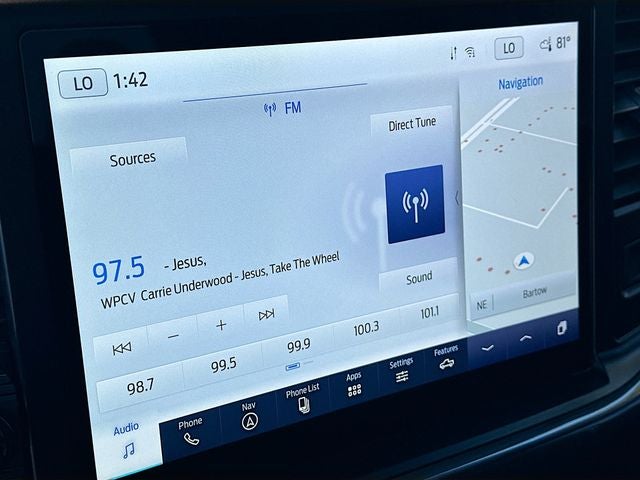 LO 1:42
LO 81°
FM
Navigation
Direct Tune
Sources
97.5 - Jesus,
WPCV Carrie Underwood - Jesus, Take The Wheel
Sound
NE Bartow
98.7 99.5 99.9 100.3 101.1
Audio Phone Nav Phone List Apps Settings Features